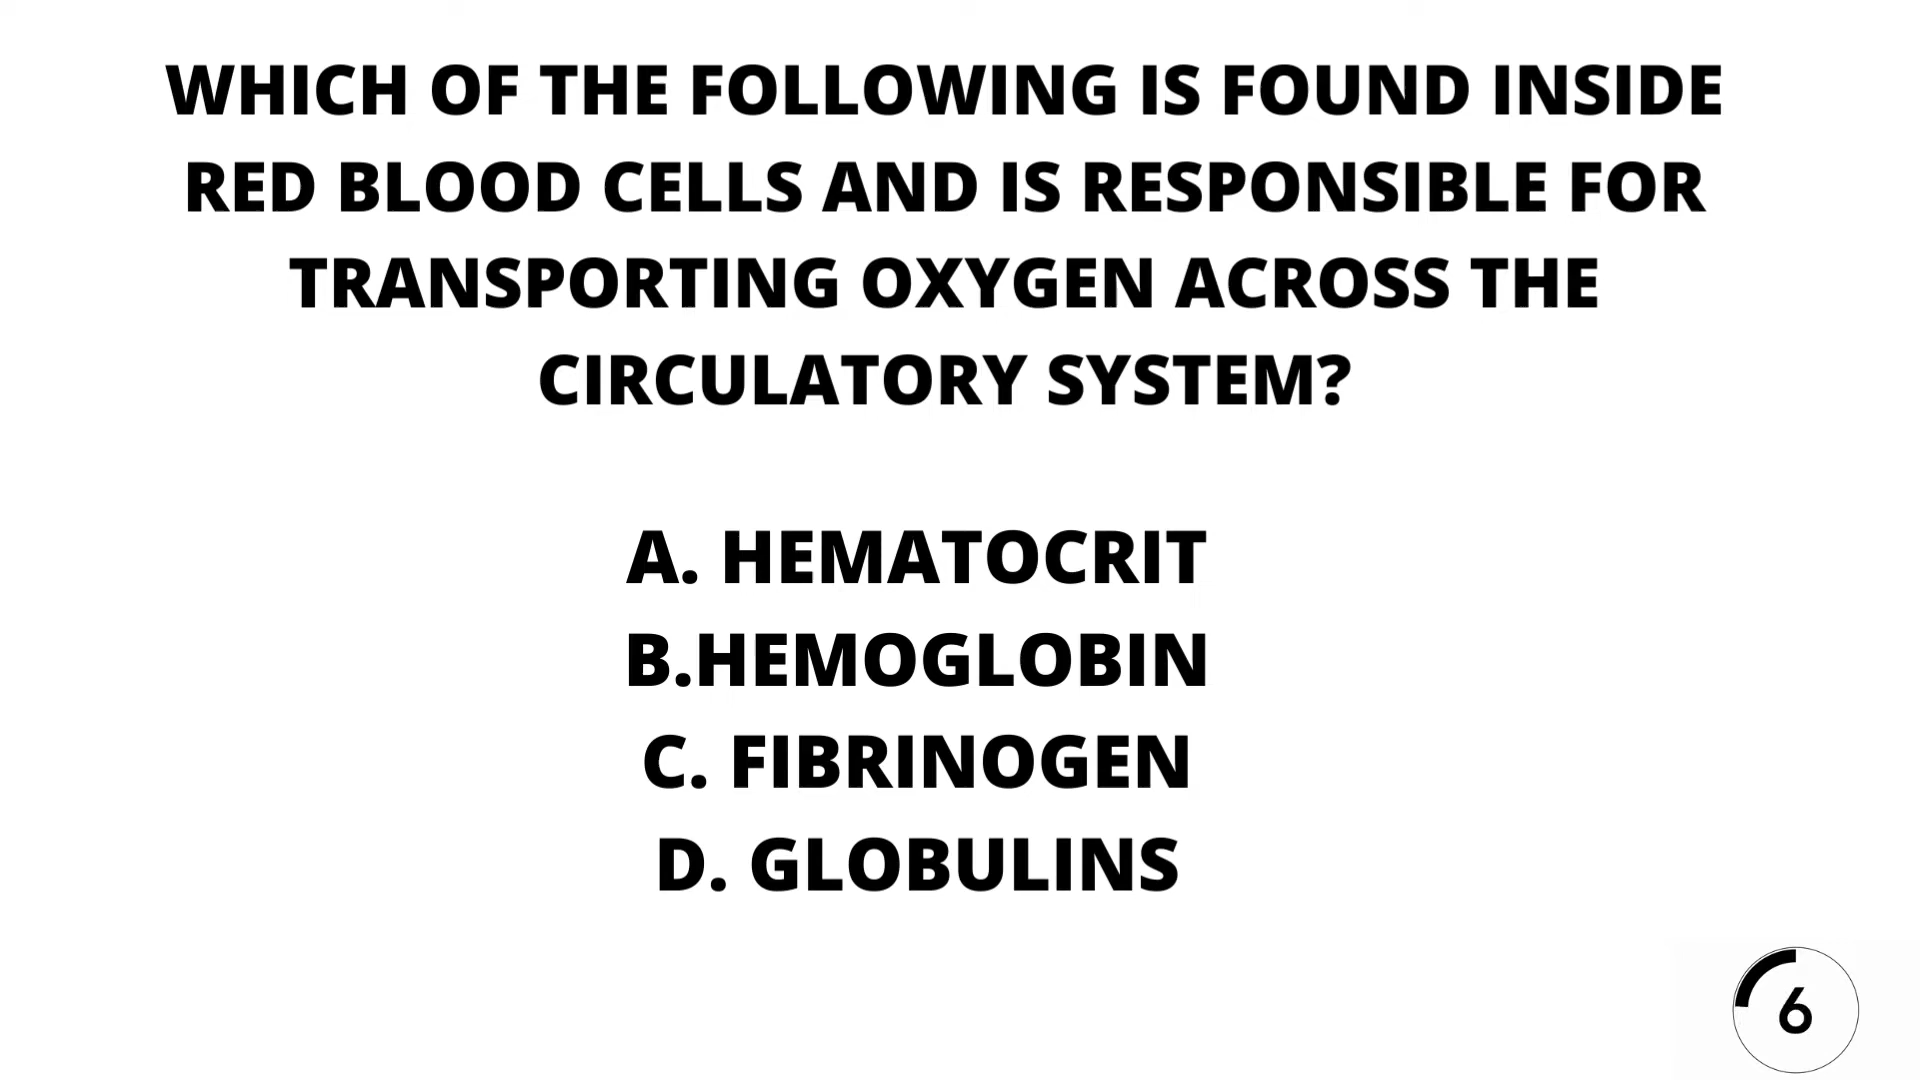 WHICH OF THE FOLLOWING IS FOUND INSIDE
RED BLOOD CELLS AND IS RESPONSIBLE FOR
TRANSPORTING OXYGEN ACROSS THE
CIRCULATORY SYSTEM?
A. HEMATOCRIT
B.HEMOGLOBIN
C. FIBRINOGEN
D. GLOBULINS
6